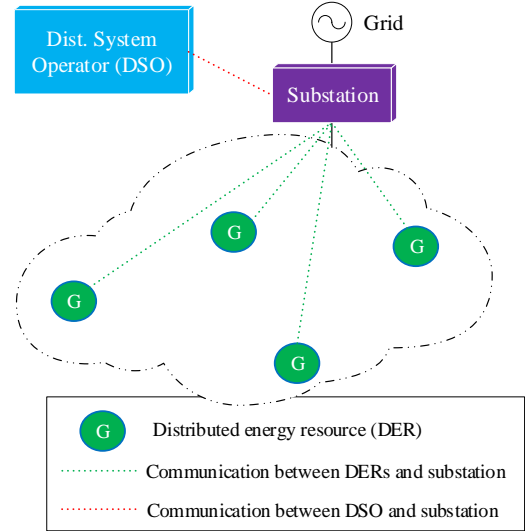 Dist. System
Operator (DSO)
Grid
Substation
G
G
G
G
G Distributed energy resource (DER)
Communication between DERs and substation
Communication between DSO and substation